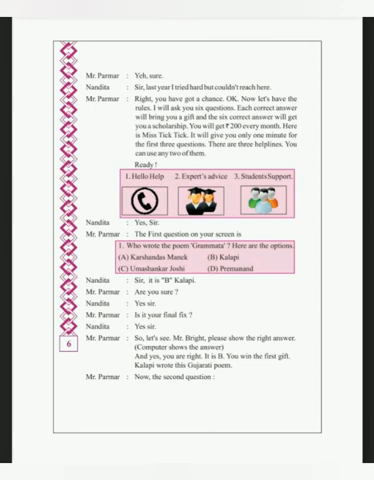 Mr. Parmar : Yeh, sure.
Nandita : Sir, last year I tried hard but couldn't reach here.
Mr. Parmar : Right, you have got a chance. OK. Now let's have the
rules. I will ask you six questions. Each correct answer
will bring you a gift and the six correct answer will get
you a scholarship. You will get ₹ 200 every month. Here
is Miss Tick Tick. It will give you only one minute for
the first three questions. There are three helplines. You
can use any two of them.
Ready !
1. Hello Help 2. Expert's advice 3. Students Support.
Nandita : Yes, Sir.
Mr. Parmar : The First question on your screen is
1. Who wrote the poem 'Grammata' ? Here are the options.
(A) Karshandas Manek (B) Kalapi
(C) Umashankar Joshi (D) Premanand
Nandita : Sir, it is "B" Kalapi.
Mr. Parmar : Are you sure ?
Nandita : Yes sir.
Mr. Parmar : Is it your final fix ?
Nandita : Yes sir.
Mr. Parmar : So, let's see. Mr. Bright, please show the right answer.
(Computer shows the answer)
And yes, you are right. It is B. You win the first gift.
Kalapi wrote this Gujarati poem.
Mr. Parmar : Now, the second question :
6